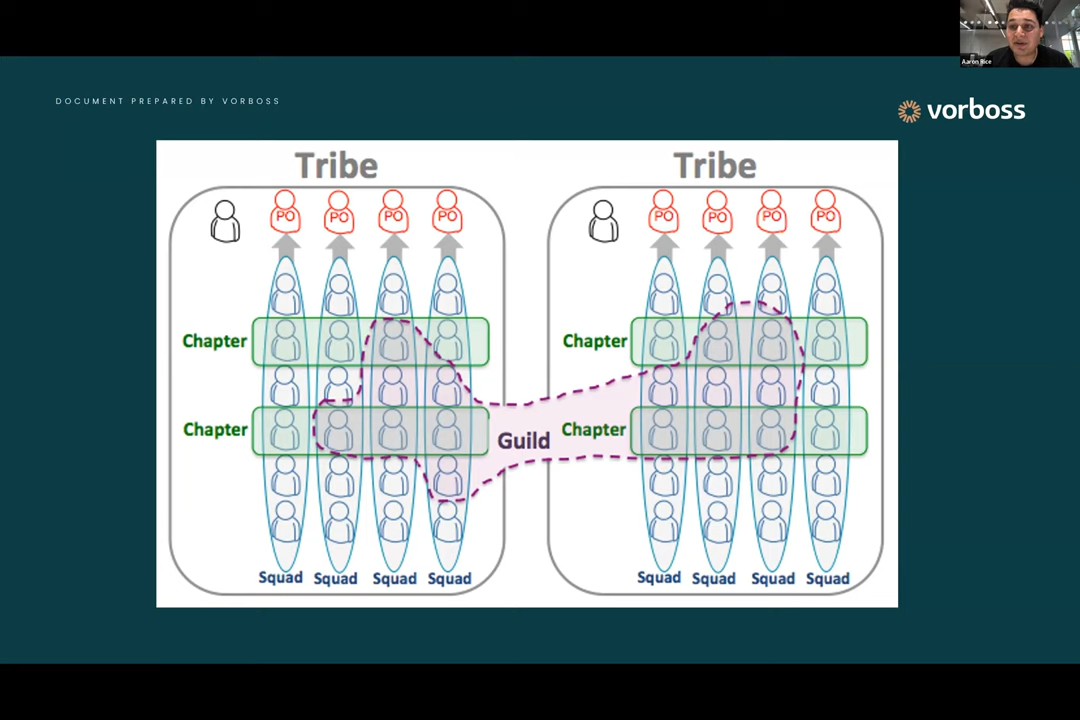 Aaron Rice
DOCUMENT PREPARED BY VORBOSS
vorboss
Tribe Tribe
PO PO PO PO PO PO PO PO
Chapter Chapter
Chapter Guild Chapter
Squad Squad Squad Squad Squad Squad Squad Squad